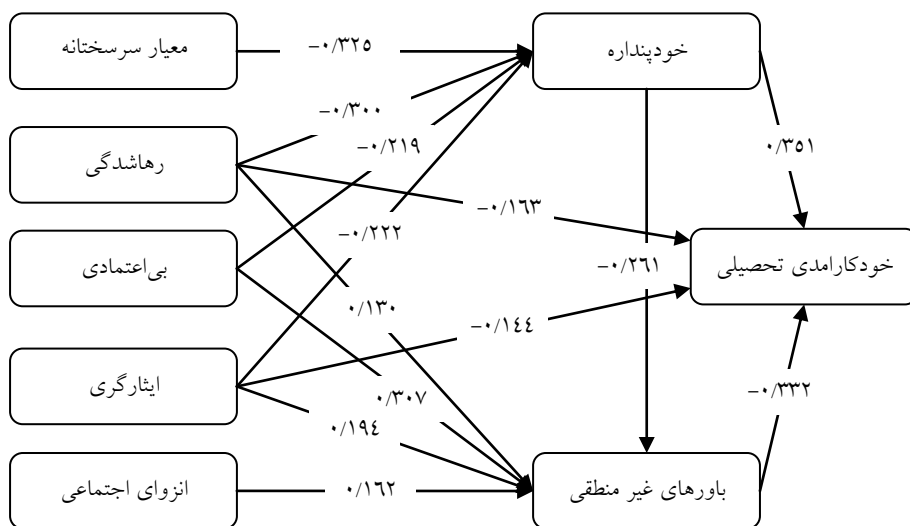 معیار سرسختانه
−۰/۳۲۵
خودپنداره
−۰/۳۰۰
رهاشدگی
−۰/۲۱۹
۰/۳۵۱
−۰/۱۶۳
−۰/۲۲۲
بی‌اعتمادی
−۰/۲۶۱
خودکارامدی تحصیلی
۰/۱۳۰
−۰/۱۴۴
ایثارگری
۰/۳۰۷
−۰/۳۳۲
۰/۱۹۴
انزوای اجتماعی
۰/۱۶۲
باورهای غیر منطقی